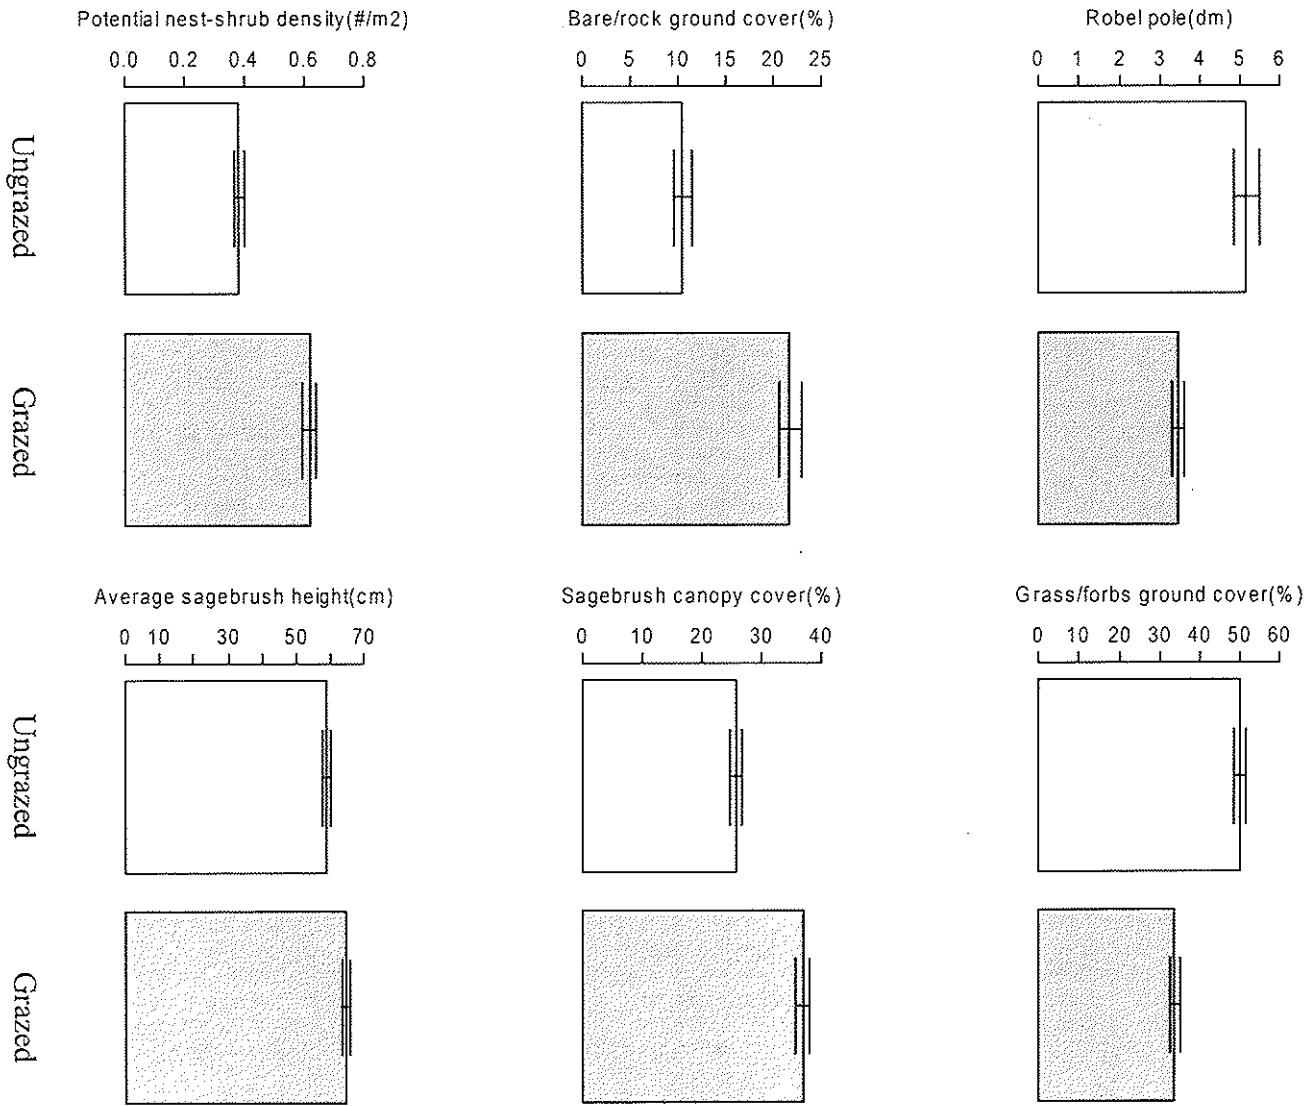 Potential nest-shrub density(#/m2)
0.0 0.2 0.4 0.6 0.8
Bare/rock ground cover(%)
0 5 10 15 20 25
Robel pole(dm)
0 1 2 3 4 5 6
Ungrazed
Grazed
Average sagebrush height(cm)
0 10 30 50 70
Sagebrush canopy cover(%)
0 10 20 30 40
Grass/forbs ground cover(%)
0 10 20 30 40 50 60
Ungrazed
Grazed